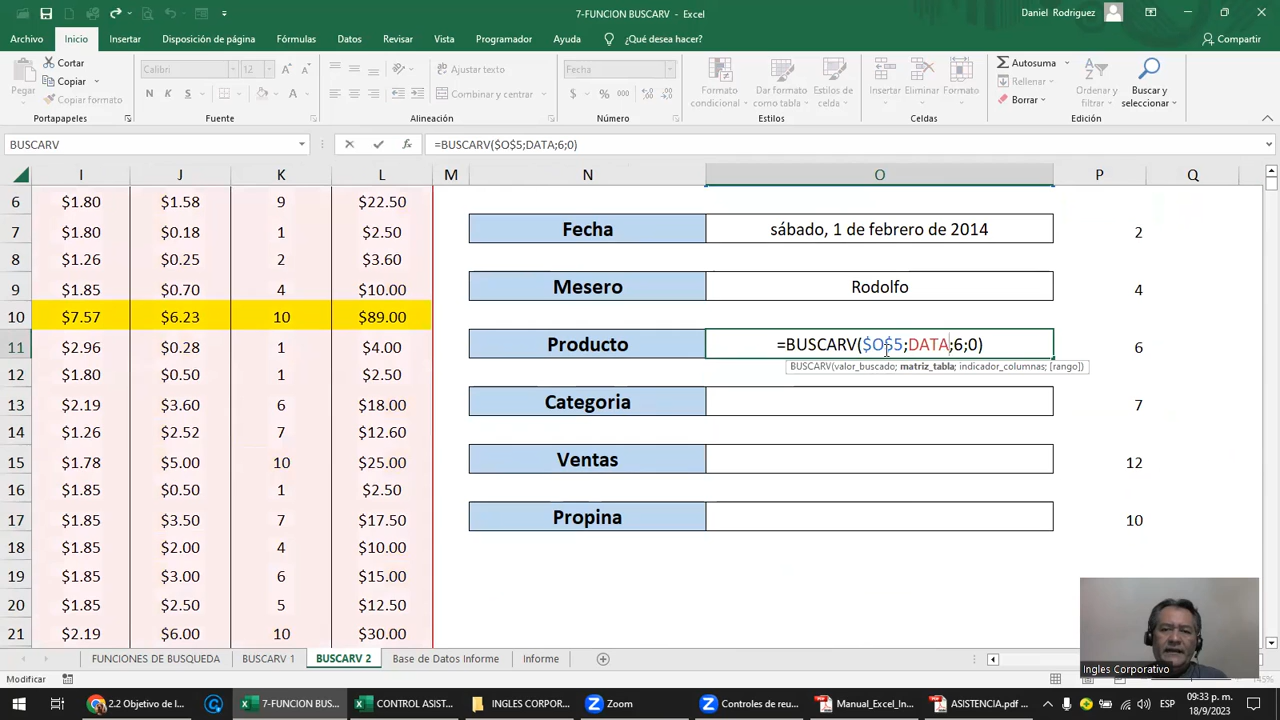 7-FUNCION BUSCARV - Excel
Daniel Rodriguez
Archivo Inicio Insertar Disposición de página Fórmulas Datos Revisar Vista Programador Ayuda ¿Qué desea hacer? Compartir
Pegar
Cortar
Copiar
Copiar formato
Calibri 12
N K S
Ajustar texto
Combinar y centrar
Fecha
$ % 000
Formato condicional
Dar formato como tabla
Estilos de celda
Insertar
Eliminar
Formato
Autosuma
Rellenar
Borrar
Ordenar y filtrar
Buscar y seleccionar
Portapapeles Fuente Alineación Número Estilos Celdas Edición
BUSCARV fx =BUSCARV($O$5;DATA;6;0)
I J K L M N O P Q
6 $1.80 $1.58 9 $22.50
7 $1.80 $0.18 1 $2.50 Fecha sábado, 1 de febrero de 2014 2
8 $1.26 $0.25 2 $3.60
9 $1.85 $0.70 4 $10.00 Mesero Rodolfo 4
10 $7.57 $6.23 10 $89.00
11 $2.96 $0.28 1 $4.00 Producto =BUSCARV($O$5;DATA;6;0) 6
BUSCARV(valor_buscado; matriz_tabla; indicador_columnas; [rango])
12 $1.85 $0.50 1 $2.50
13 $2.19 $3.60 6 $18.00 Categoria 7
14 $1.26 $2.52 7 $12.60
15 $1.78 $5.00 10 $25.00 Ventas 12
16 $1.85 $0.50 1 $2.50
17 $1.85 $3.50 7 $17.50 Propina 10
18 $1.85 $2.00 4 $10.00
19 $1.85 $3.00 6 $15.00
20 $1.85 $2.50 5 $12.50
21 $2.19 $6.00 10 $30.00
Ingles Corporativo
FUNCIONES DE BUSQUEDA BUSCARV 1 BUSCARV 2 Base de Datos Informe Informe
Modificar 145%
2.2 Objetivo de l... 7-FUNCION BUS... CONTROL ASIST... INGLES CORPOR... Zoom Controles de reu... Manual_Excel_In... ASISTENCIA.pdf ... ESP 09:33 p. m.
18/9/2023